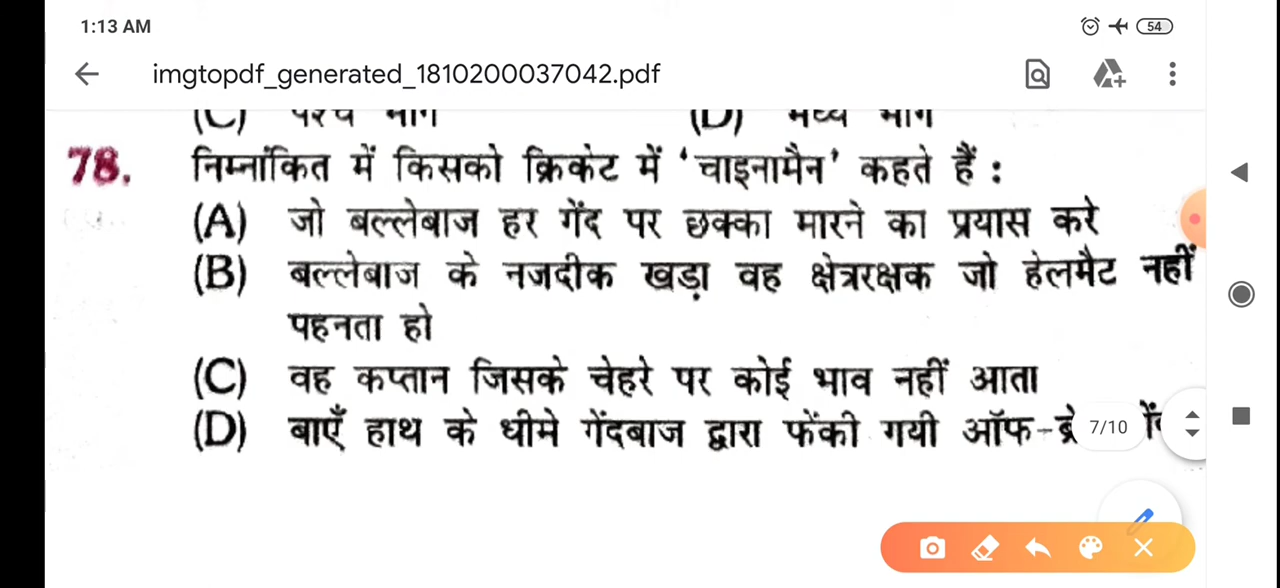 1:13 AM
54
imgtopdf_generated_1810200037042.pdf
(C) पश्च भाग (D) मध्य भाग
78. निम्नांकित में किसको क्रिकेट में 'चाइनामैन' कहते हैं :
(A) जो बल्लेबाज हर गेंद पर छक्का मारने का प्रयास करे
(B) बल्लेबाज के नजदीक खड़ा वह क्षेत्ररक्षक जो हेलमैट नहीं
पहनता हो
(C) वह कप्तान जिसके चेहरे पर कोई भाव नहीं आता
(D) बाएँ हाथ के धीमे गेंदबाज द्वारा फेंकी गयी ऑफ-ब्रे
7/10